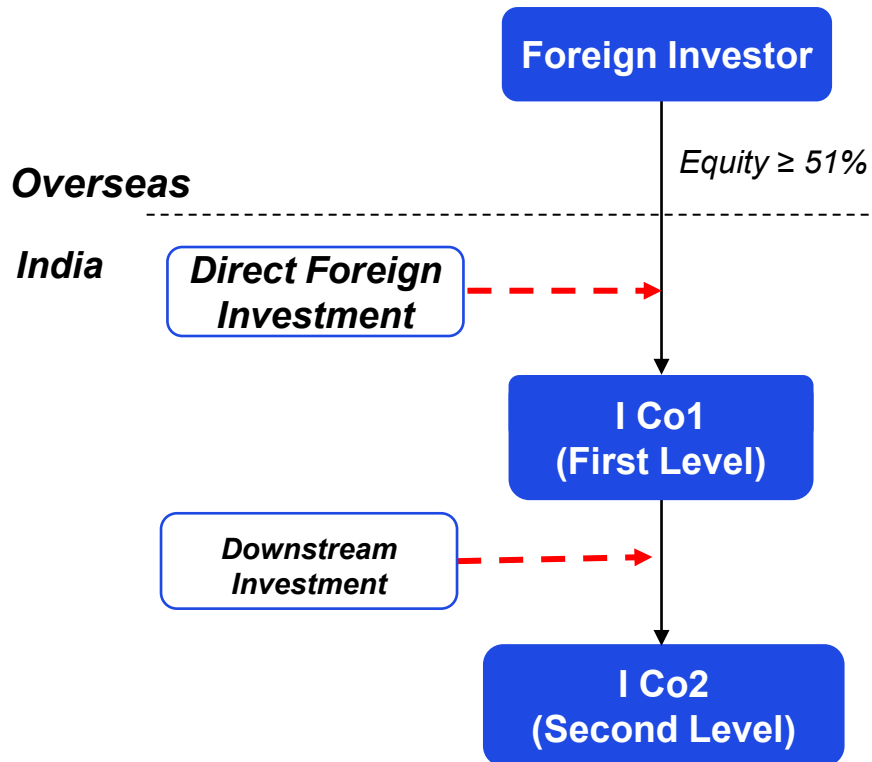 Foreign Investor
Equity ≥ 51%
Overseas
India
Direct Foreign
Investment
I Co1
(First Level)
Downstream
Investment
I Co2
(Second Level)